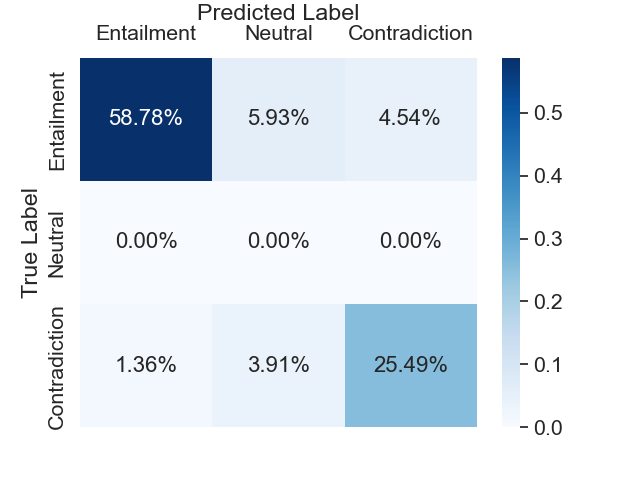 Predicted Label
Entailment Neutral Contradiction
True Label
Entailment
58.78% 5.93% 4.54%
Neutral
0.00% 0.00% 0.00%
Contradiction
1.36% 3.91% 25.49%
0.5
0.4
0.3
0.2
0.1
0.0